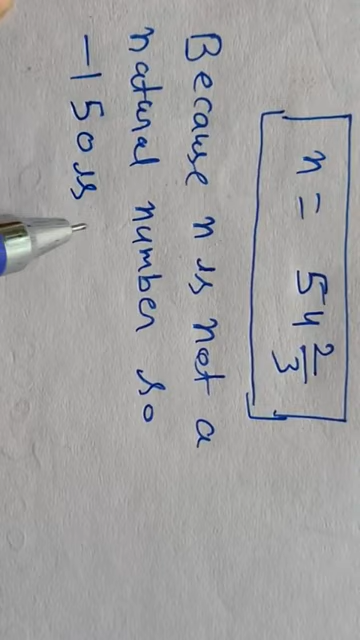 n = 54 2/3
Because n is not a
natural number so
-150 is